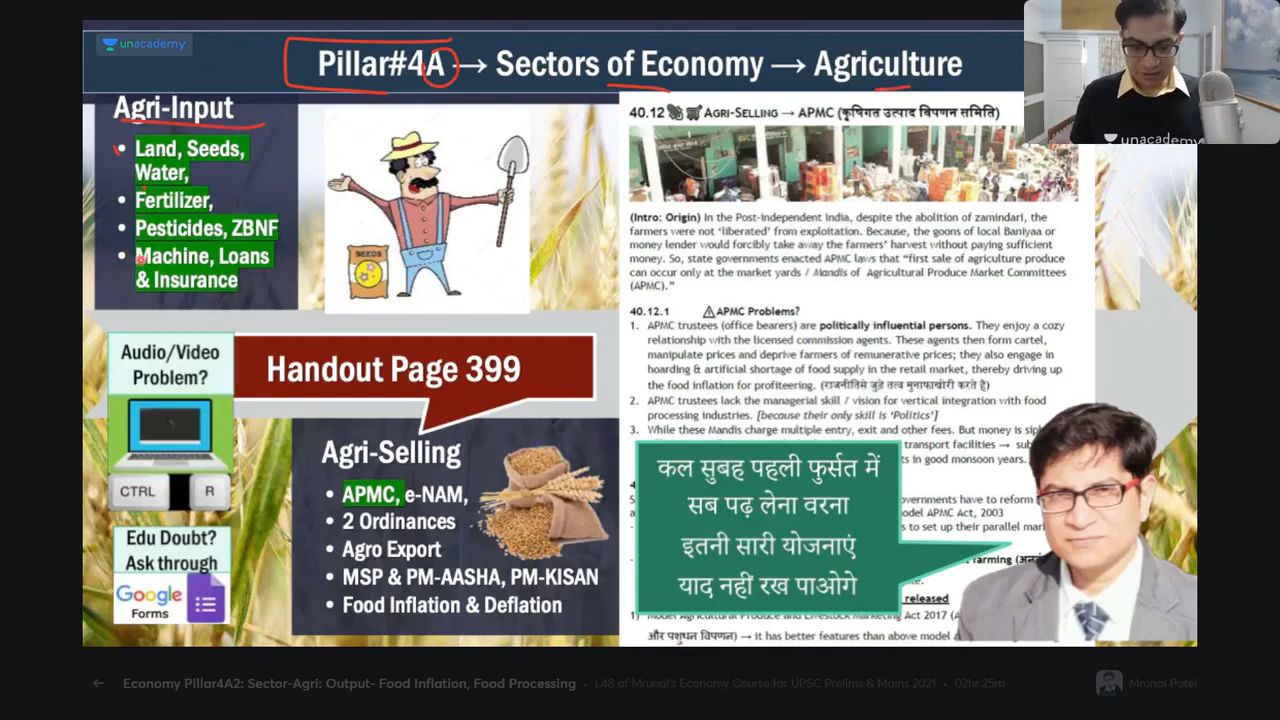 unacademy
Pillar#4A → Sectors of Economy → Agriculture
unacademy
Agri-Input
• Land, Seeds,
Water,
• Fertilizer,
• Pesticides, ZBNF
• Machine, Loans
& Insurance
SEEDS
Audio/Video
Problem?
CTRL R
Edu Doubt?
Ask through
Google
Forms
Handout Page 399
Agri-Selling
• APMC, e-NAM,
• 2 Ordinances
• Agro Export
• MSP & PM-AASHA, PM-KISAN
• Food Inflation & Deflation
40.12 AGRI-SELLING → APMC (कृषिगत उत्पाद बिपणन समिति)
(Intro: Origin) In the Post-independent India, despite the abolition of zamindari, the
farmers were not ‘liberated’ from exploitation. Because, the goons of local Baniyaa or
money lender would forcibly take away the farmers’ harvest without paying sufficient
money. So, state governments enacted APMC laws that “first sale of agriculture produce
can occur only at the market yards / Mandis of Agricultural Produce Market Committees
(APMC).”
40.12.1 APMC Problems?
1. APMC trustees (office bearers) are politically influential persons. They enjoy a cozy
relationship with the licensed commission agents. These agents then form cartel,
manipulate prices and deprive farmers of remunerative prices; they also engage in
hoarding & artificial shortage of food supply in the retail market, thereby driving up
the food inflation for profiteering. (राजनीतिसे जुडे तत्व मुनाफाखोरी करते है)
2. APMC trustees lack the managerial skill / vision for vertical integration with food
processing industries. [because their only skill is ‘Politics’]
3. While these Mandis charge multiple entry, exit and other fees. But money is
transport facilities →
ts in good monsoon years.
overnments have to reform
model APMC Act, 2003
s to set up their parallel
farming
released
1) Model Agricultural Produce and Livestock Marketing Act 2017
और पशुधन विपणन) → it has better features than above model
कल सुबह पहली फुर्सत में
सब पढ़ लेना वरना
इतनी सारी योजनाएं
याद नहीं रख पाओगे
← Economy Pillar4A2: Sector-Agri: Output- Food Inflation, Food Processing • L48 of Mrunal's Economy Course for UPSC Prelims & Mains 2021 • 02hr 25m
Mrunal Patel